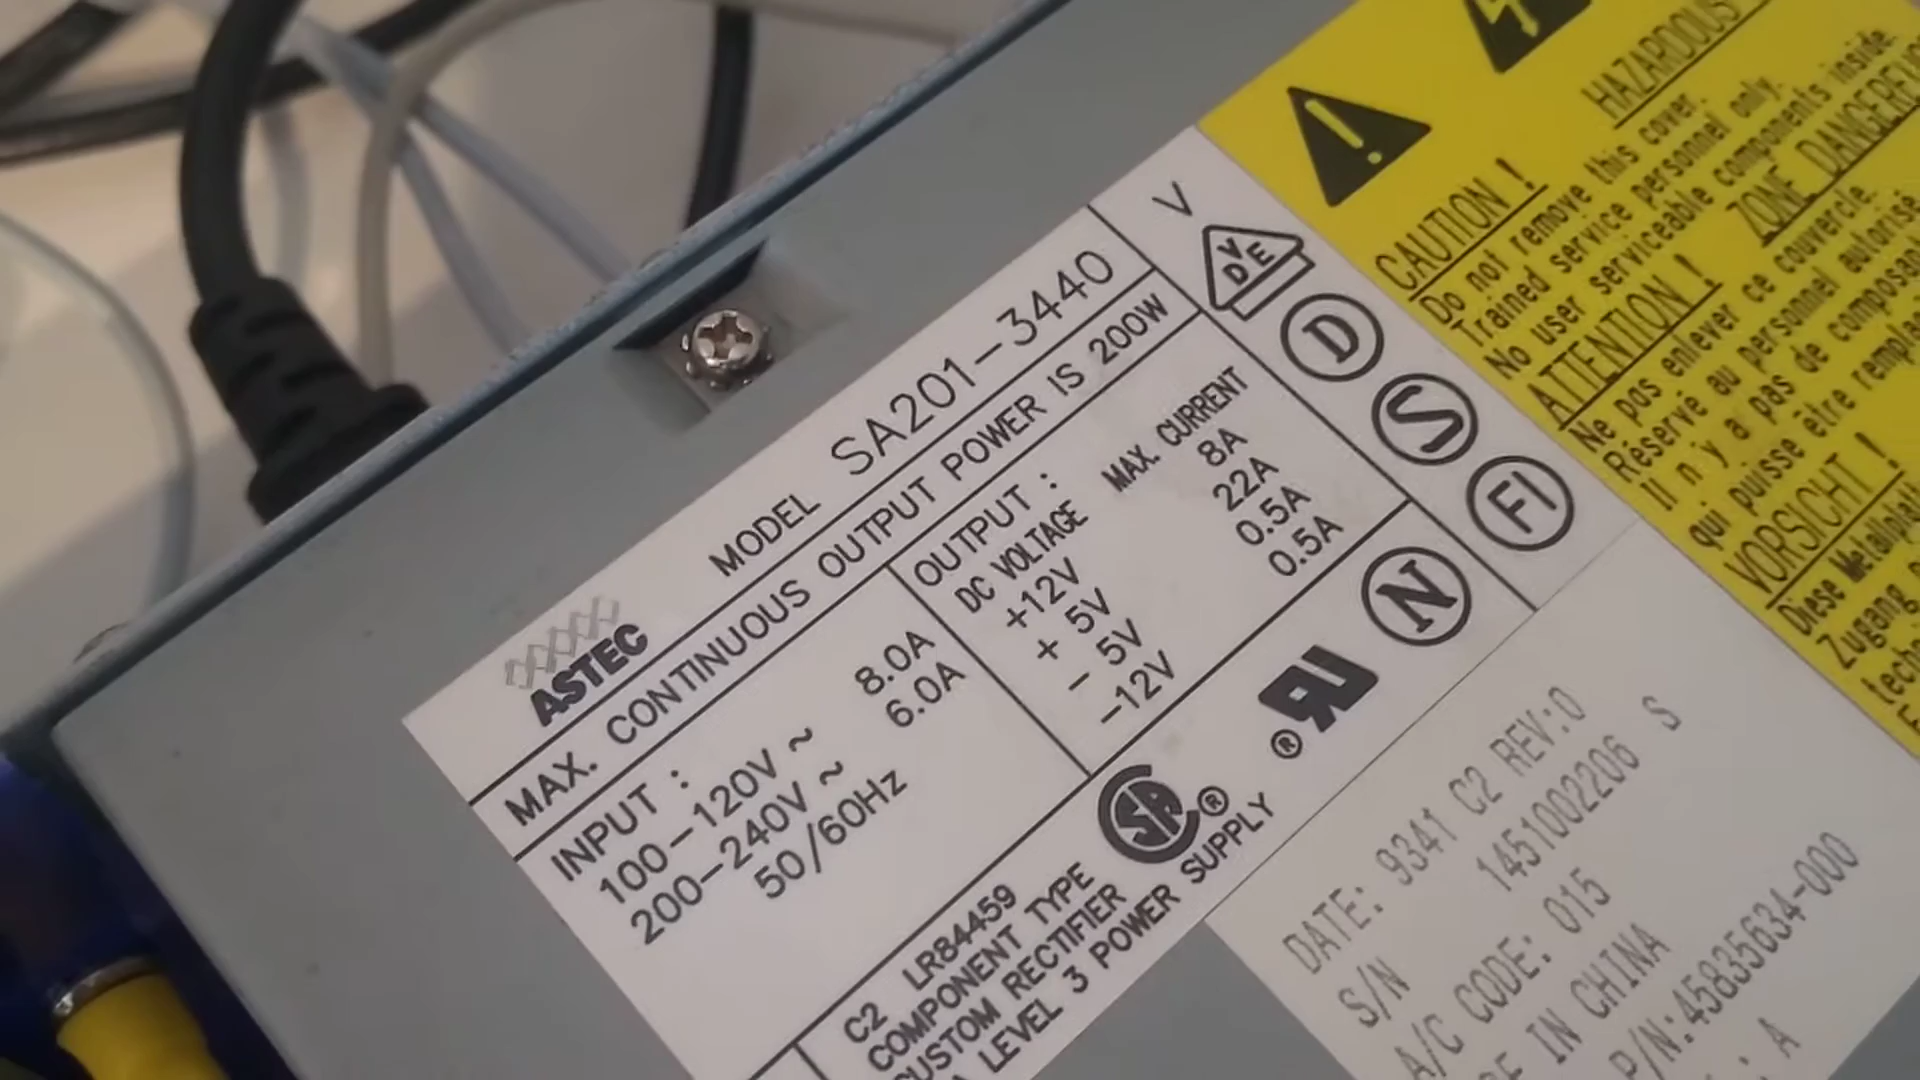 ASTEC
MODEL SA201-3440
MAX. CONTINUOUS OUTPUT POWER IS 200W
INPUT :
100-120V ~ 8.0A
200-240V ~ 6.0A
50/60Hz
OUTPUT :
DC VOLTAGE MAX. CURRENT
+12V 8A
+ 5V 22A
- 5V 0.5A
-12V 0.5A
V
VDE
D
S
FI
N
C2 LR84459
COMPONENT TYPE
CUSTOM RECTIFIER
LEVEL 3 POWER SUPPLY
SA ®
® RU
DATE: 9341 C2 REV:0
S/N 1451002206 S
A/C CODE: 015
IN CHINA
P/N:45835634-000
A
HAZARDOUS
CAUTION !
Do not remove this cover.
Trained service personnel only.
No user serviceable components inside.
ZONE
ATTENTION !
Ne pas enlever ce couvercle.
Réservé au personnel autorisé
Il n'y a pas de
qui puisse être
VORSICHT !
Diese
Zugang